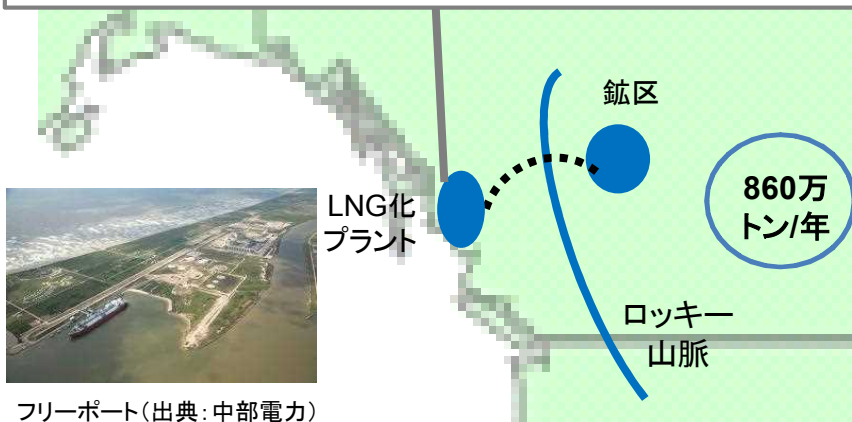 鉱区
860万
トン/年
LNG化
プラント
ロッキー
山脈
フリーポート（出典：中部電力）